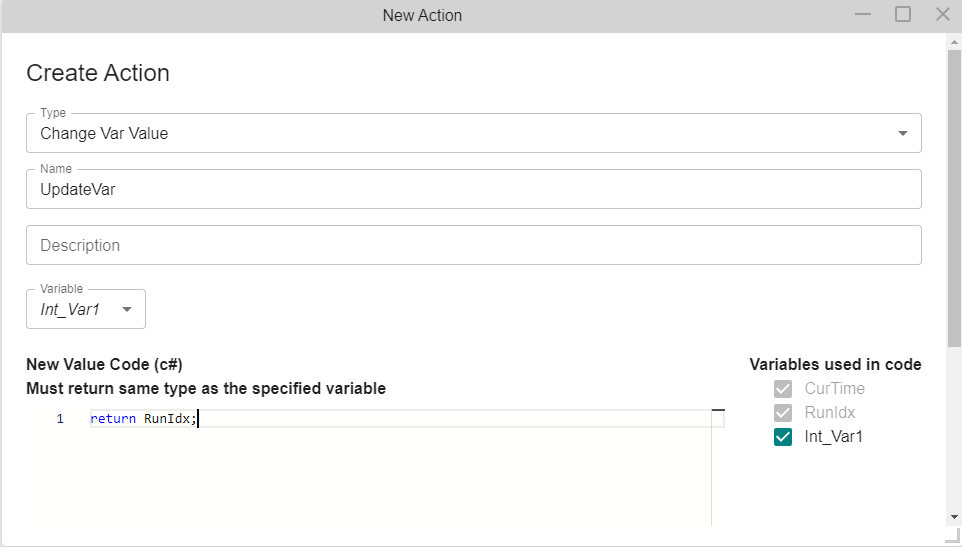 New Action
Create Action
Type
Change Var Value
Name
UpdateVar
Description
Variable
Int_Var1
New Value Code (c#)
Must return same type as the specified variable
1 return RunIdx;
Variables used in code
CurTime
RunIdx
Int_Var1